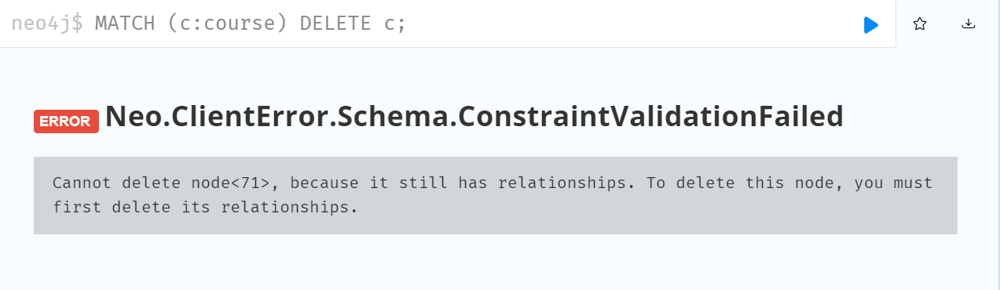 neo4j$ MATCH (c:course) DELETE c;
ERROR Neo.ClientError.Schema.ConstraintValidationFailed
Cannot delete node<71>, because it still has relationships. To delete this node, you must
first delete its relationships.